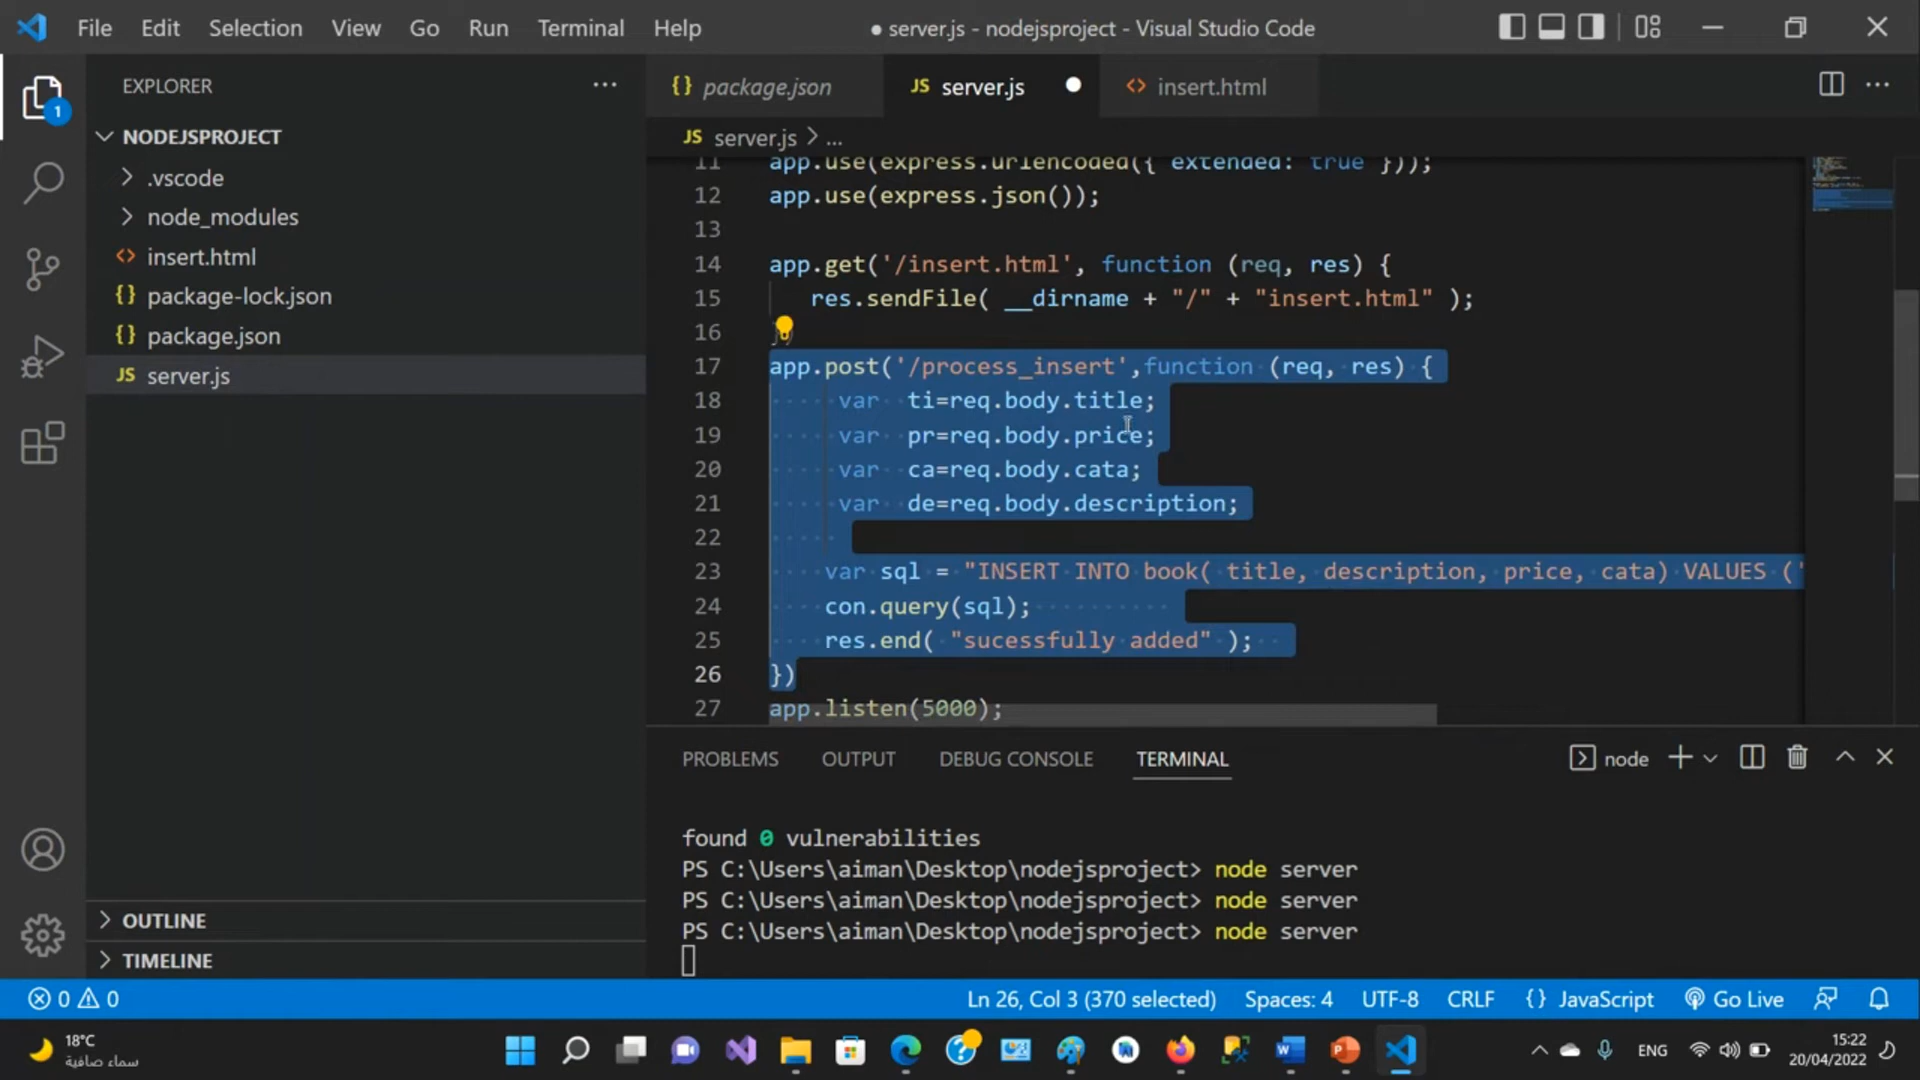 File Edit Selection View Go Run Terminal Help
● server.js - nodejsproject - Visual Studio Code
EXPLORER
NODEJSPROJECT
.vscode
node_modules
insert.html
package-lock.json
package.json
JS server.js
OUTLINE
TIMELINE
1
{} package.json
JS server.js
<> insert.html
JS server.js > ...
11 app.use(express.urlencoded({ extended: true }));
12 app.use(express.json());
13
14 app.get('/insert.html', function (req, res) {
15 res.sendFile( __dirname + "/" + "insert.html" );
16 })
17 app.post('/process_insert',function (req, res) {
18 var ti=req.body.title;
19 var pr=req.body.price;
20 var ca=req.body.cata;
21 var de=req.body.description;
22
23 var sql = "INSERT INTO book( title, description, price, cata) VALUES ('
24 con.query(sql);
25 res.end( "sucessfully added" );
26 })
27 app.listen(5000);
PROBLEMS OUTPUT DEBUG CONSOLE TERMINAL
node
found 0 vulnerabilities
PS C:\Users\aiman\Desktop\nodejsproject> node server
PS C:\Users\aiman\Desktop\nodejsproject> node server
PS C:\Users\aiman\Desktop\nodejsproject> node server
0 0
Ln 26, Col 3 (370 selected) Spaces: 4 UTF-8 CRLF {} JavaScript Go Live
18°C
سماء صافية
ENG
15:22
20/04/2022